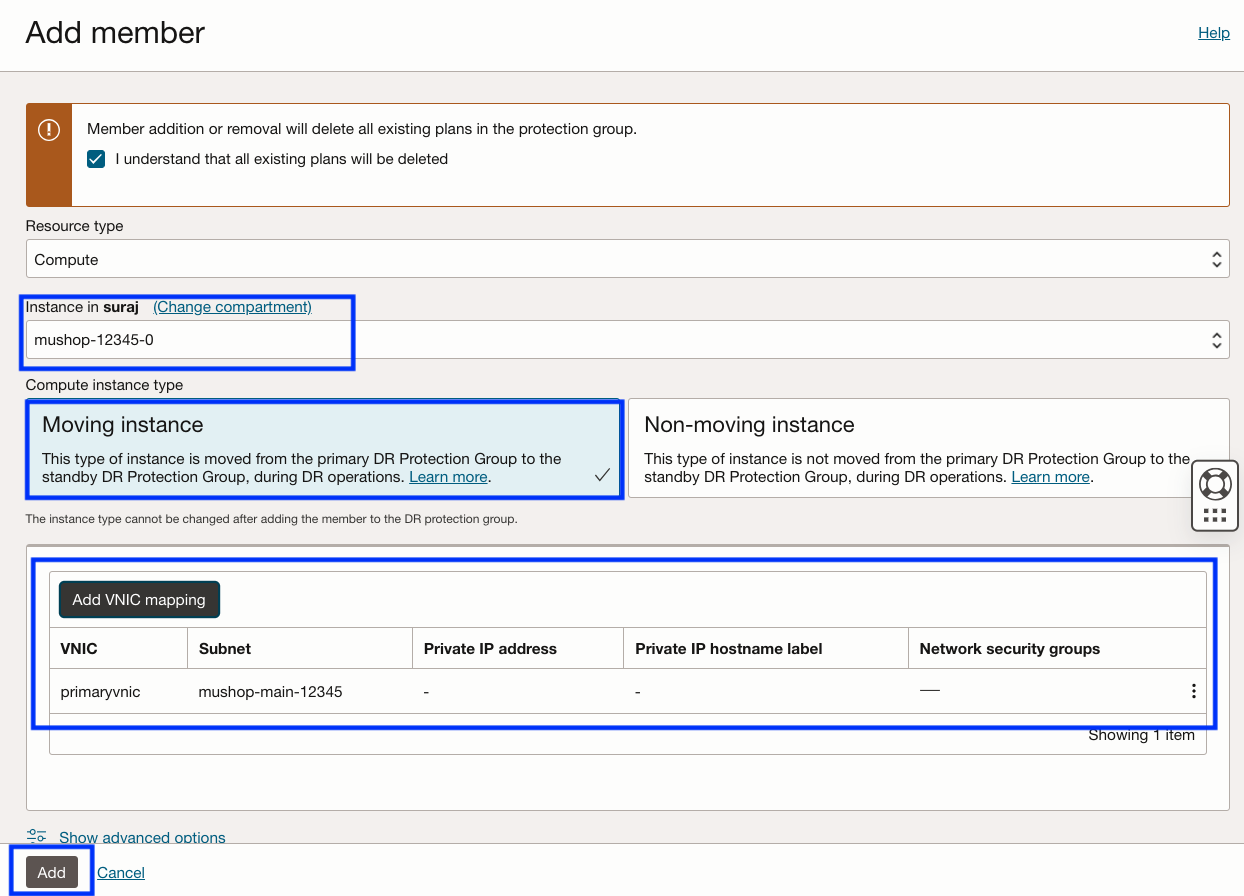 Add member
Help
Member addition or removal will delete all existing plans in the protection group.
I understand that all existing plans will be deleted
Resource type
Compute
Instance in suraj (Change compartment)
mushop-12345-0
Compute instance type
Moving instance
This type of instance is moved from the primary DR Protection Group to the
standby DR Protection Group, during DR operations. Learn more.
Non-moving instance
This type of instance is not moved from the primary DR Protection Group to the
standby DR Protection Group, during DR operations. Learn more.
The instance type cannot be changed after adding the member to the DR protection group.
Add VNIC mapping
VNIC Subnet Private IP address Private IP hostname label Network security groups
primaryvnic mushop-main-12345 - - —
Showing 1 item
Show advanced options
Add Cancel